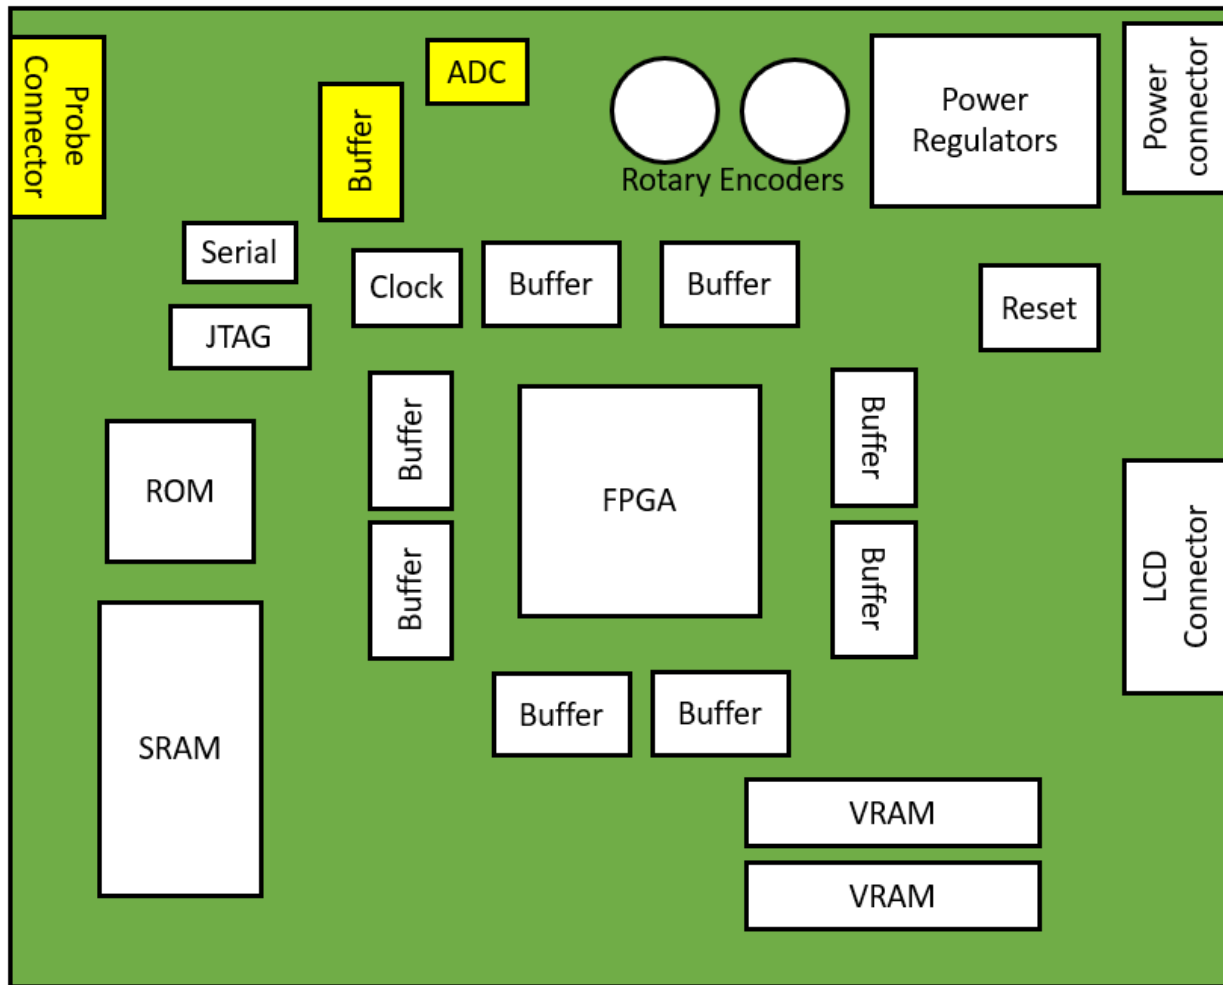 Probe
Connector
Buffer
ADC
Rotary Encoders
Power
Regulators
Power
connector
Serial
JTAG
Clock
Buffer
Buffer
Reset
ROM
Buffer
Buffer
FPGA
Buffer
Buffer
LCD
Connector
SRAM
Buffer
Buffer
VRAM
VRAM